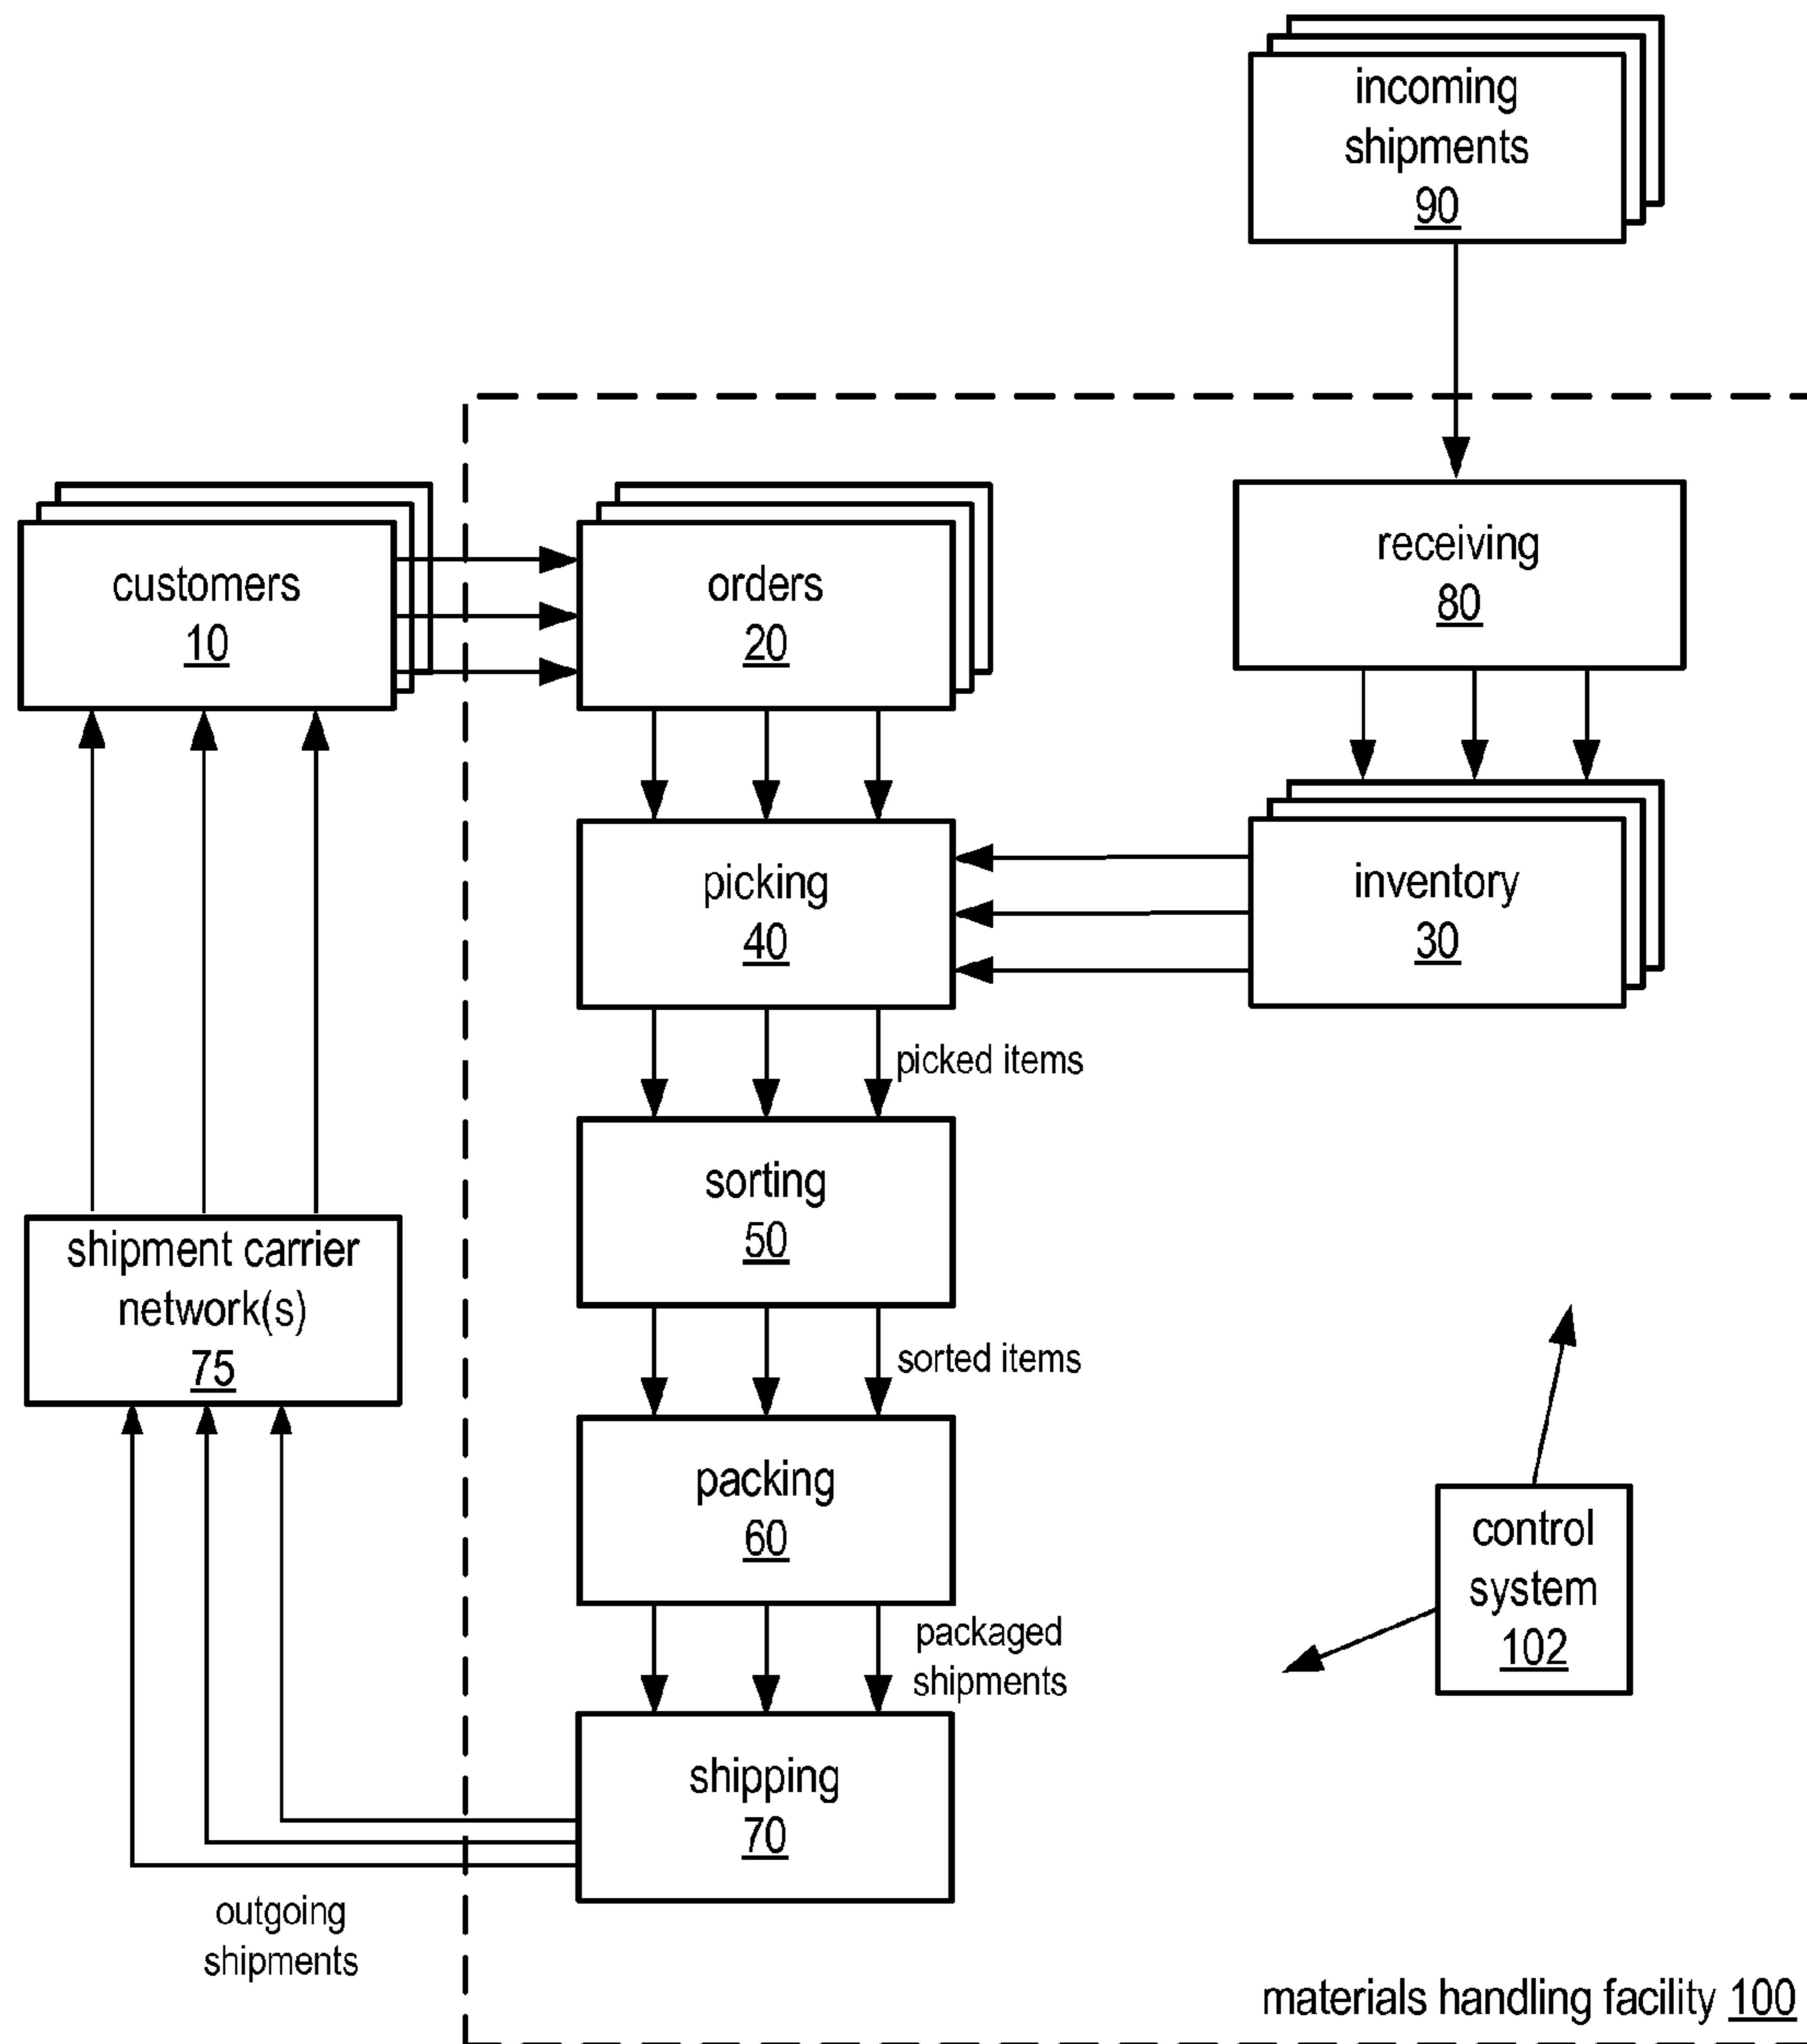 incoming
shipments
90
customers
10
orders
20
receiving
80
picking
40
inventory
30
picked items
sorting
50
shipment carrier
network(s)
75
sorted items
packing
60
control
system
102
packaged
shipments
shipping
70
outgoing
shipments
materials handling facility 100